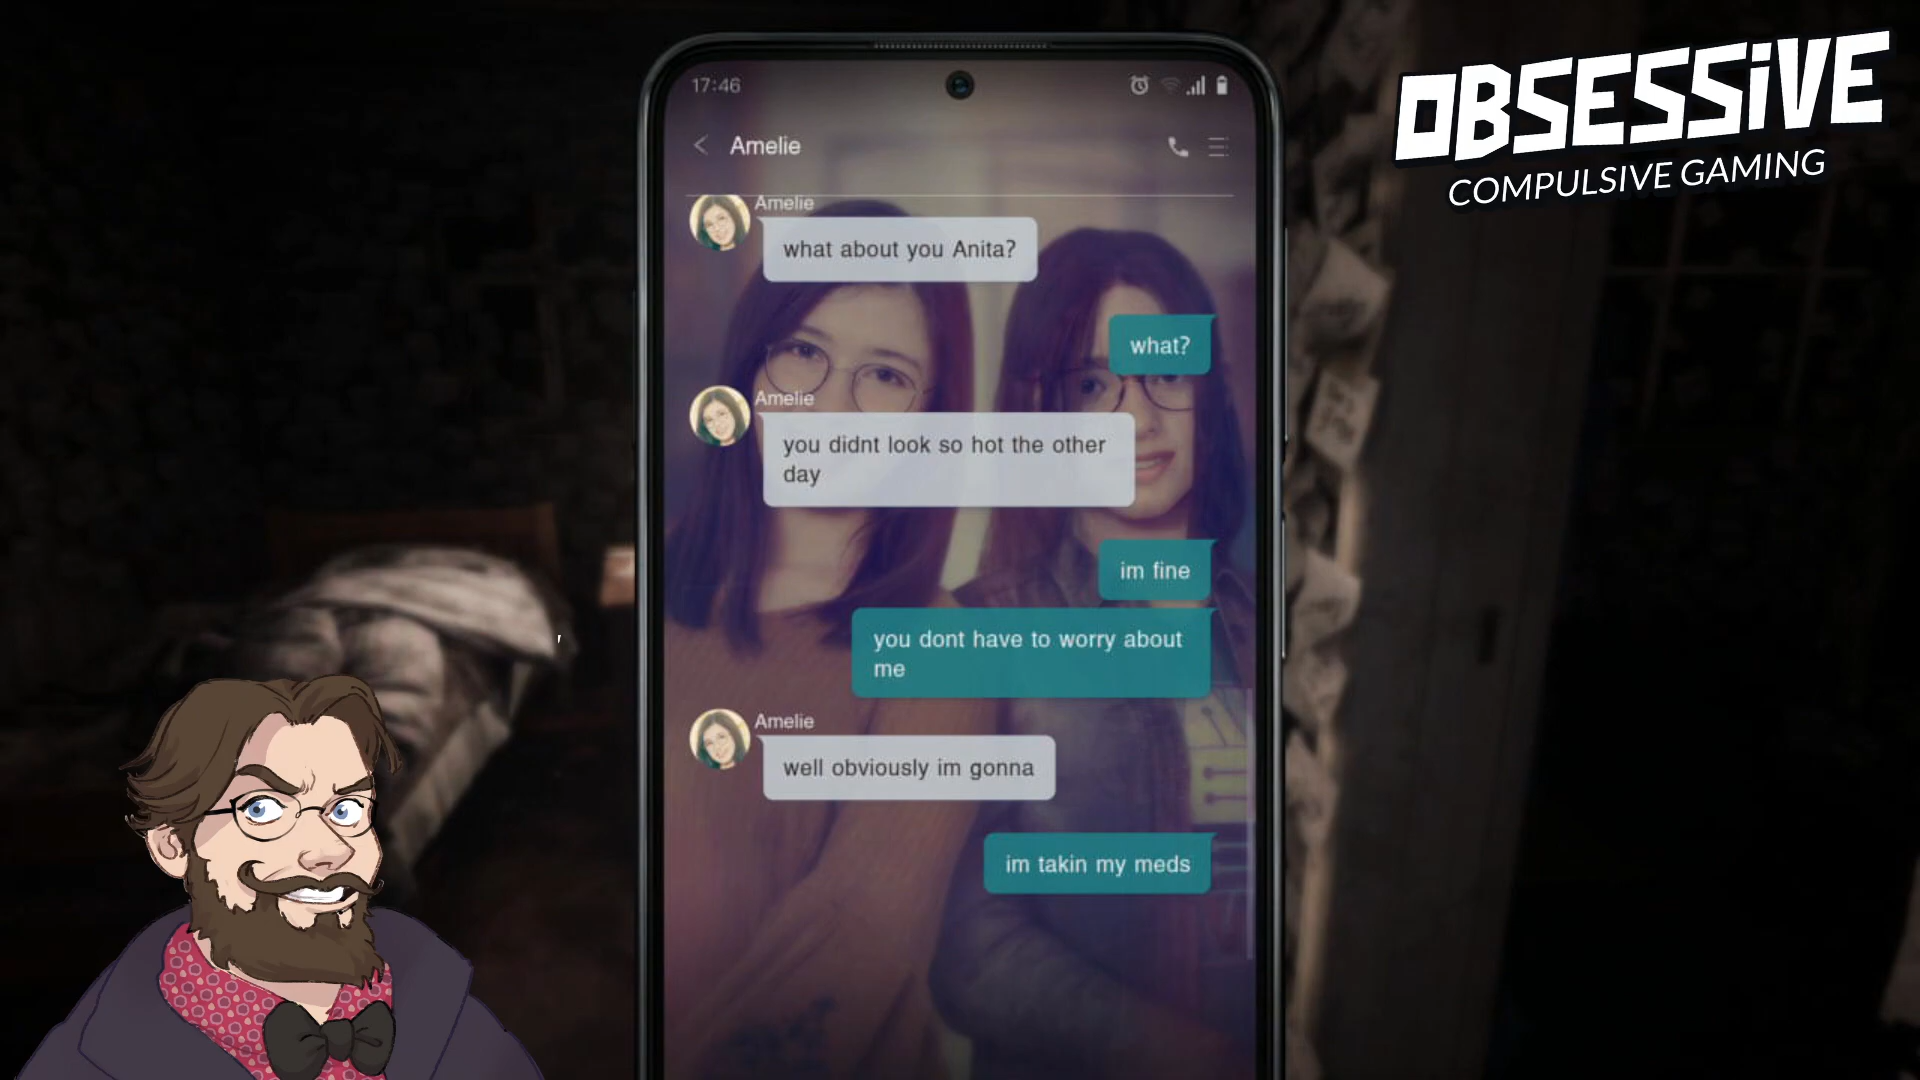 OBSESSIVE
COMPULSIVE GAMING
17:46
Amelie
Amelie
what about you Anita?
what?
Amelie
you didnt look so hot the other
day
im fine
you dont have to worry about
me
Amelie
well obviously im gonna
im takin my meds